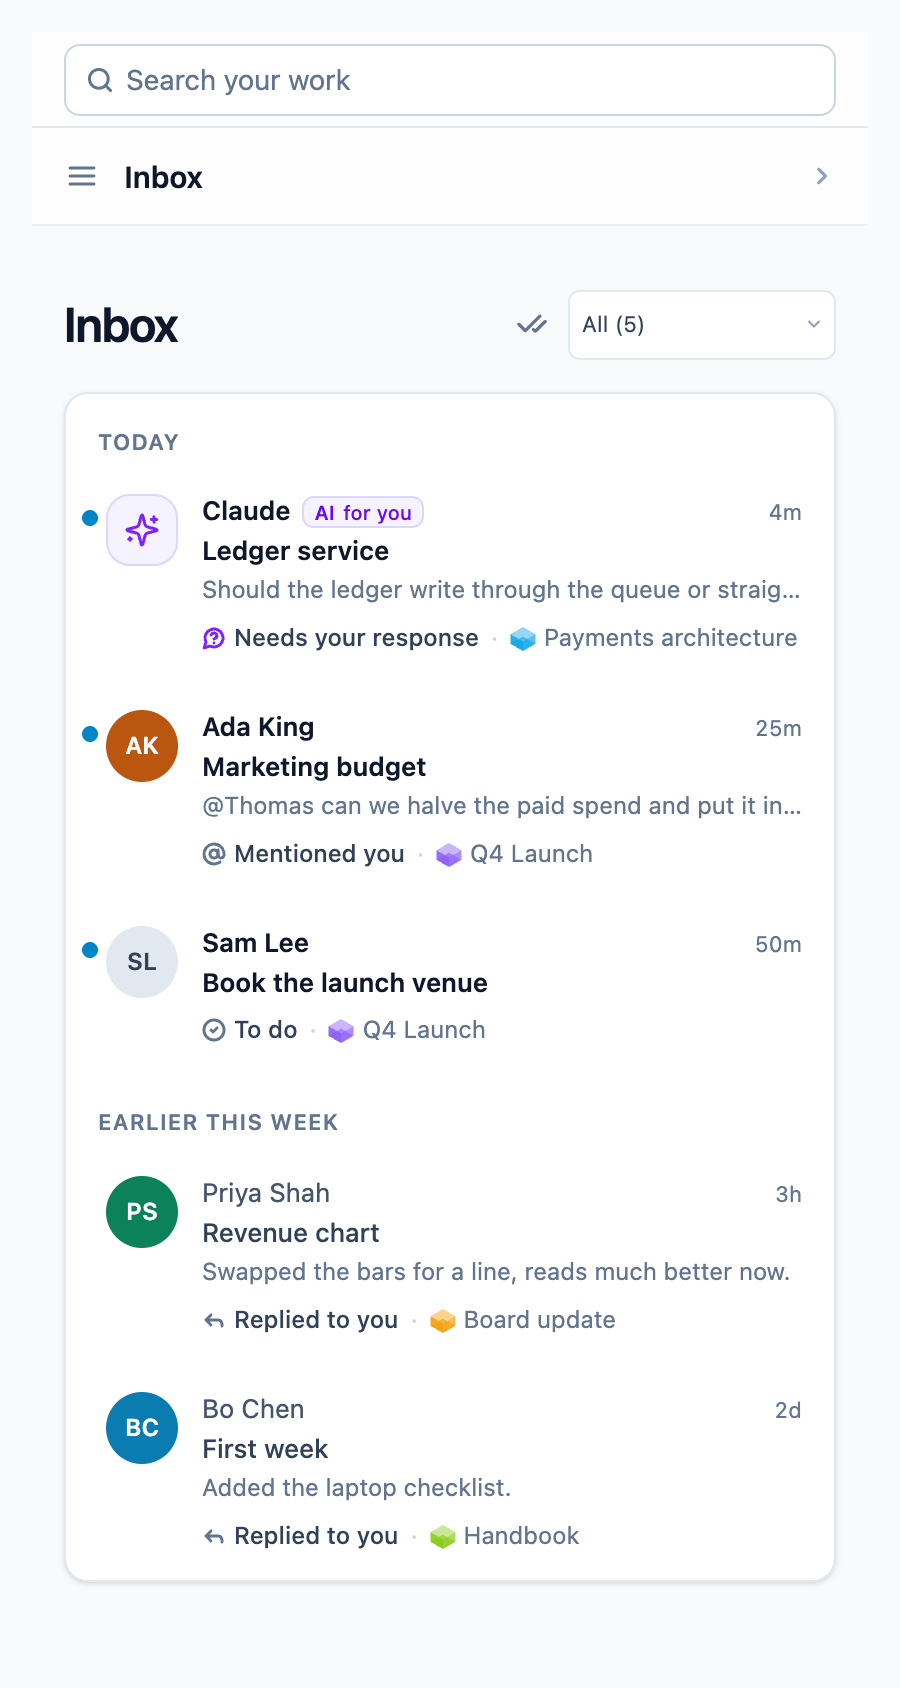 Search your work
Inbox
Inbox
All (5)
TODAY
Claude AI for you 4m
Ledger service
Should the ledger write through the queue or straig...
Needs your response · Payments architecture
AK Ada King 25m
Marketing budget
@Thomas can we halve the paid spend and put it in...
Mentioned you · Q4 Launch
SL Sam Lee 50m
Book the launch venue
To do · Q4 Launch
EARLIER THIS WEEK
PS Priya Shah 3h
Revenue chart
Swapped the bars for a line, reads much better now.
Replied to you · Board update
BC Bo Chen 2d
First week
Added the laptop checklist.
Replied to you · Handbook